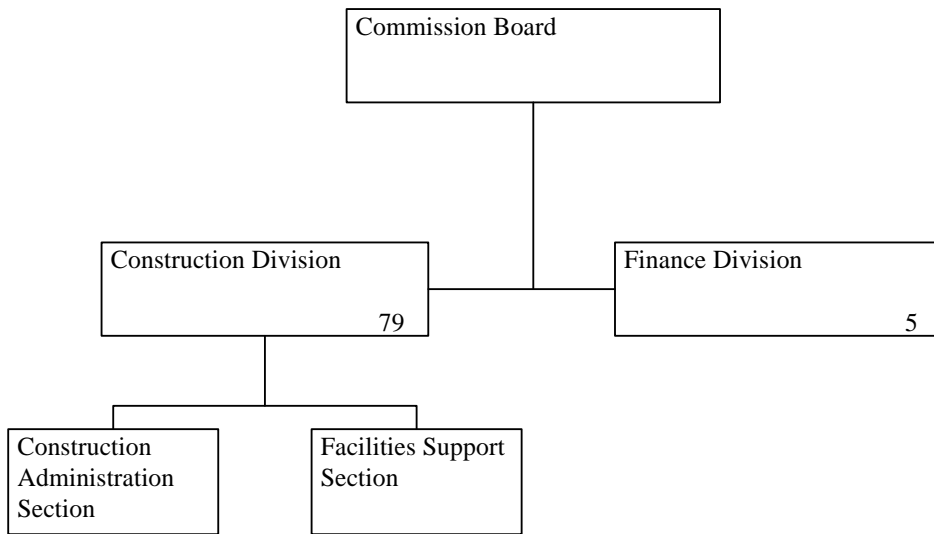 Commission Board
Construction Division
79
Finance Division
5
Construction
Administration
Section
Facilities Support
Section